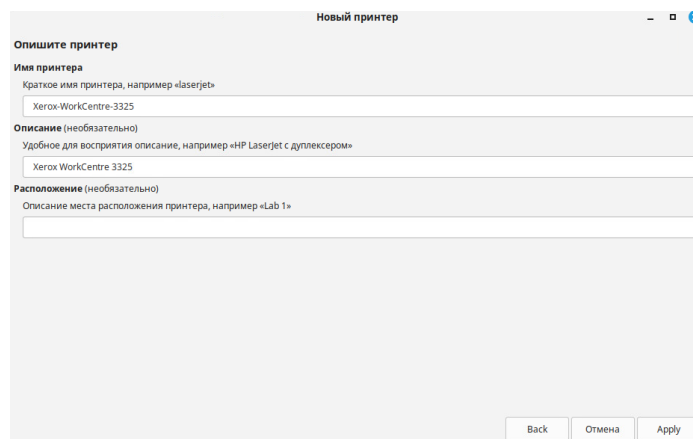 Новый принтер
Опишите принтер
Имя принтера
Краткое имя принтера, например «laserjet»
Xerox-WorkCentre-3325
Описание (необязательно)
Удобное для восприятия описание, например «HP LaserJet с дуплексером»
Xerox WorkCentre 3325
Расположение (необязательно)
Описание места расположения принтера, например «Lab 1»
Back Отмена Apply